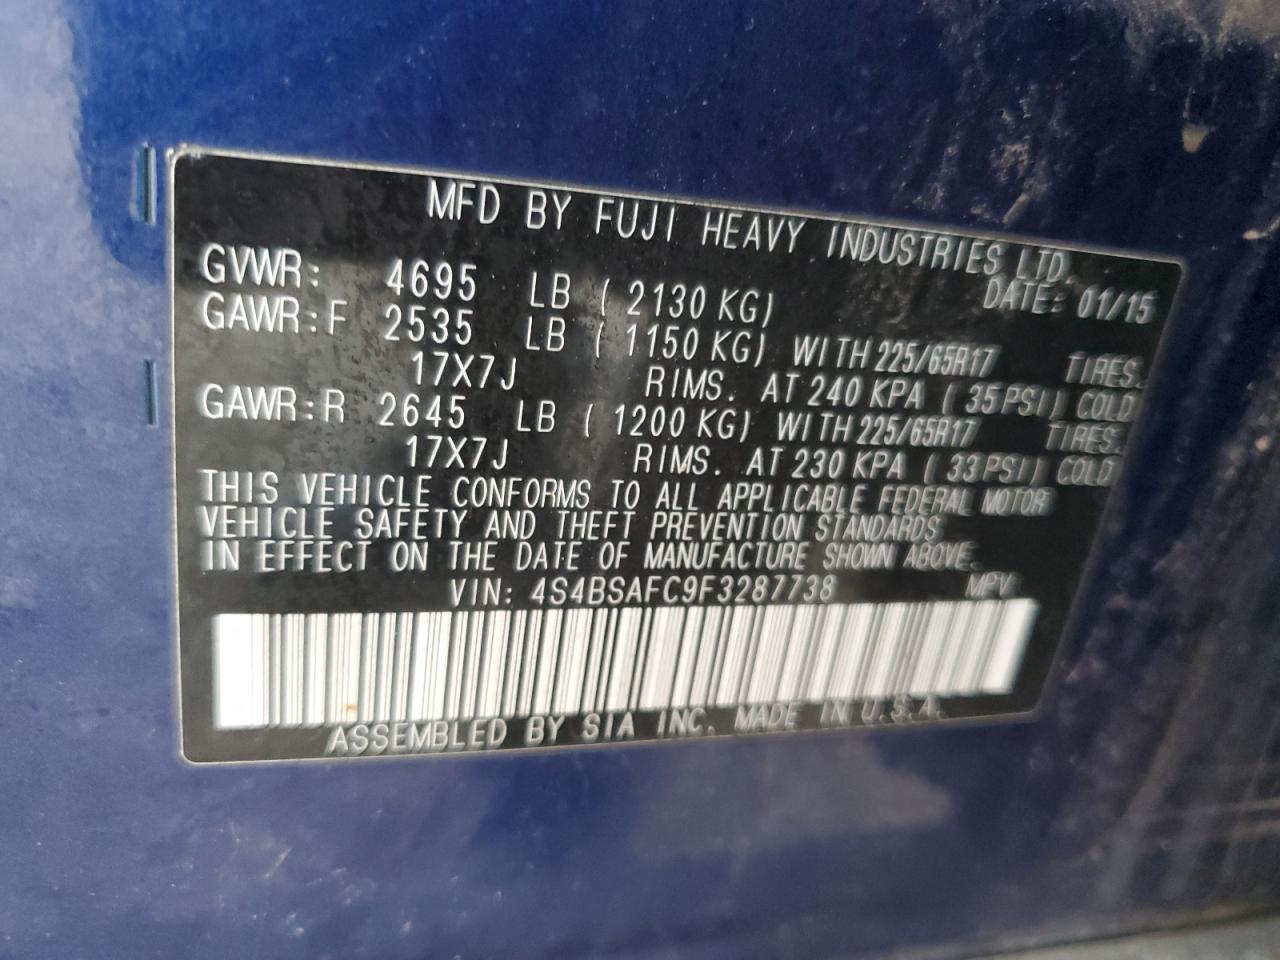 MFD BY FUJI HEAVY INDUSTRIES LTD.
DATE: 01/15
GVWR: 4695 LB ( 2130 KG)
GAWR:F 2535 LB ( 1150 KG) WITH 225/65R17 TIRES.
17X7J RIMS. AT 240 KPA ( 35 PSI) COLD
GAWR:R 2645 LB ( 1200 KG) WITH 225/65R17 TIRES.
17X7J RIMS. AT 230 KPA ( 33 PSI) COLD
THIS VEHICLE CONFORMS TO ALL APPLICABLE FEDERAL MOTOR
VEHICLE SAFETY AND THEFT PREVENTION STANDARDS
IN EFFECT ON THE DATE OF MANUFACTURE SHOWN ABOVE.
VIN: 4S4BSAFC9F3287738 MPV
ASSEMBLED BY SIA INC. MADE IN U.S.A.